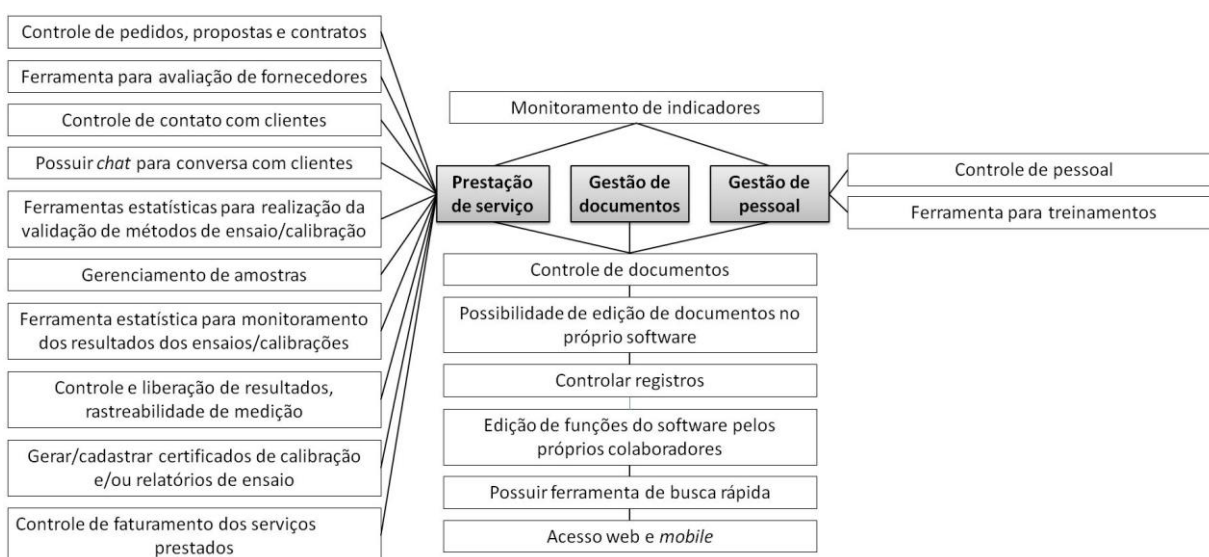 Controle de pedidos, propostas e contratos
Ferramenta para avaliação de fornecedores
Controle de contato com clientes
Possuir chat para conversa com clientes
Ferramentas estatísticas para realização da
validação de métodos de ensaio/calibração
Gerenciamento de amostras
Ferramenta estatística para monitoramento
dos resultados dos ensaios/calibrações
Controle e liberação de resultados,
rastreabilidade de medição
Gerar/cadastrar certificados de calibração
e/ou relatórios de ensaio
Controle de faturamento dos serviços
prestados
Monitoramento de indicadores
Prestação
de serviço
Gestão de
documentos
Gestão de
pessoal
Controle de documentos
Possibilidade de edição de documentos no
próprio software
Controlar registros
Edição de funções do software pelos
próprios colaboradores
Possuir ferramenta de busca rápida
Acesso web e mobile
Controle de pessoal
Ferramenta para treinamentos